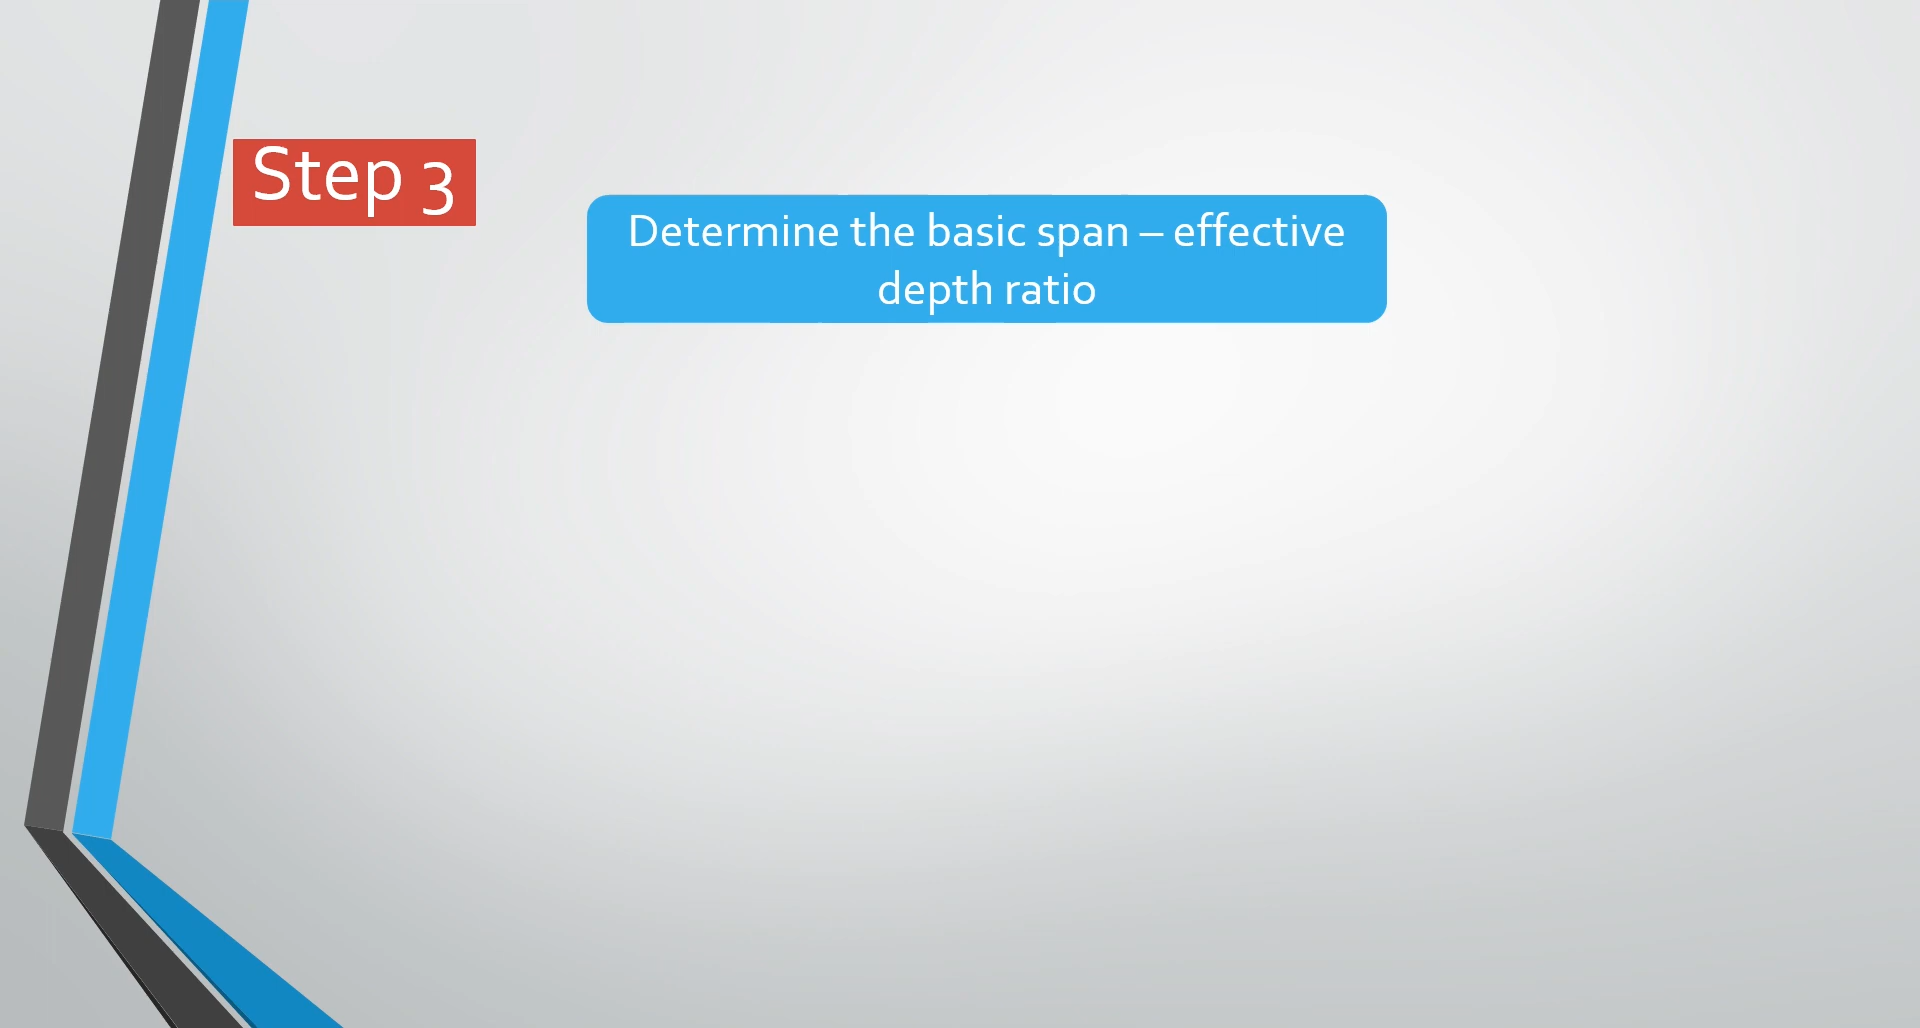 Step 3
Determine the basic span – effective
depth ratio